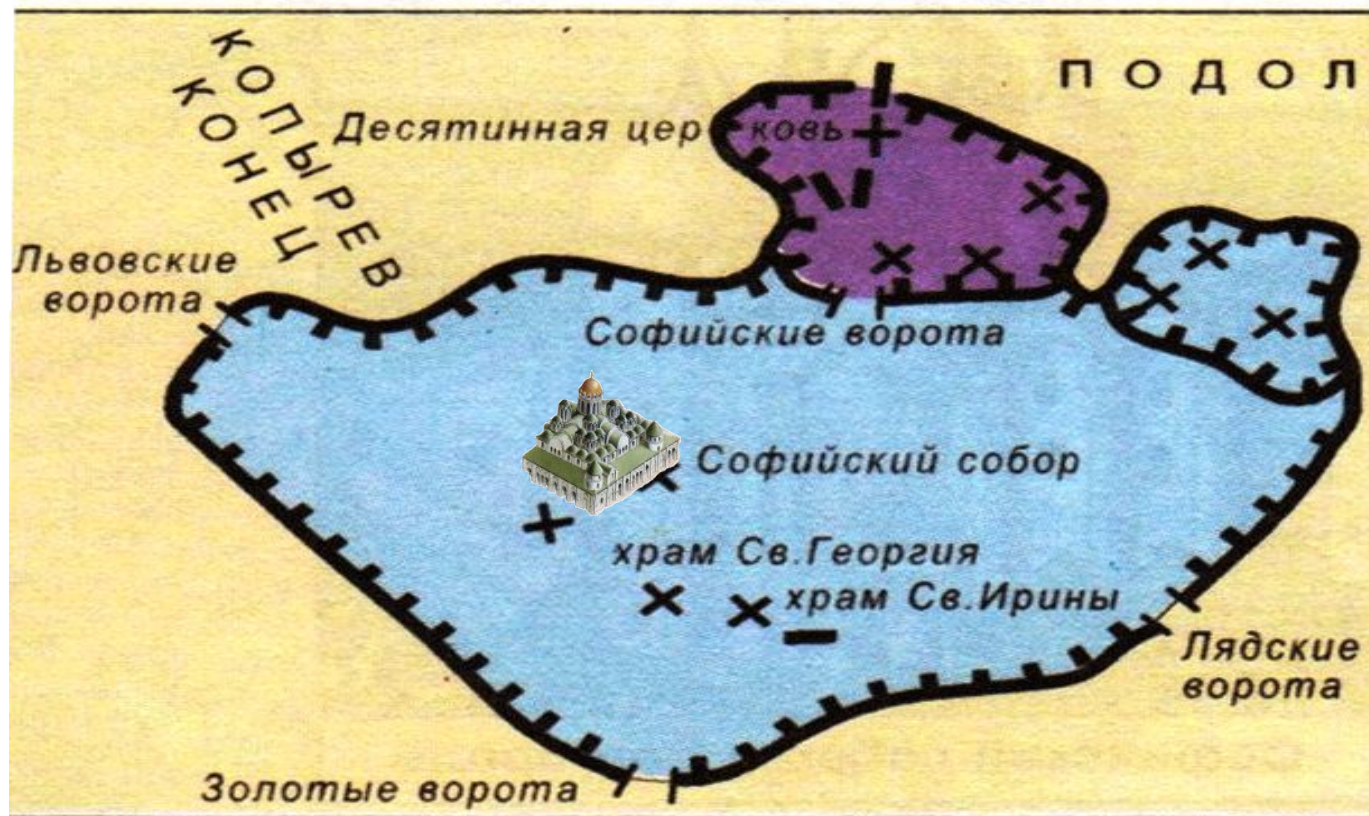 КОПЫРЕВ
КОНЕЦ
ПОДОЛ
Десятинная церковь
Львовские
ворота
Софийские ворота
Софийский собор
храм Св.Георгия
храм Св.Ирины
Лядские
ворота
Золотые ворота